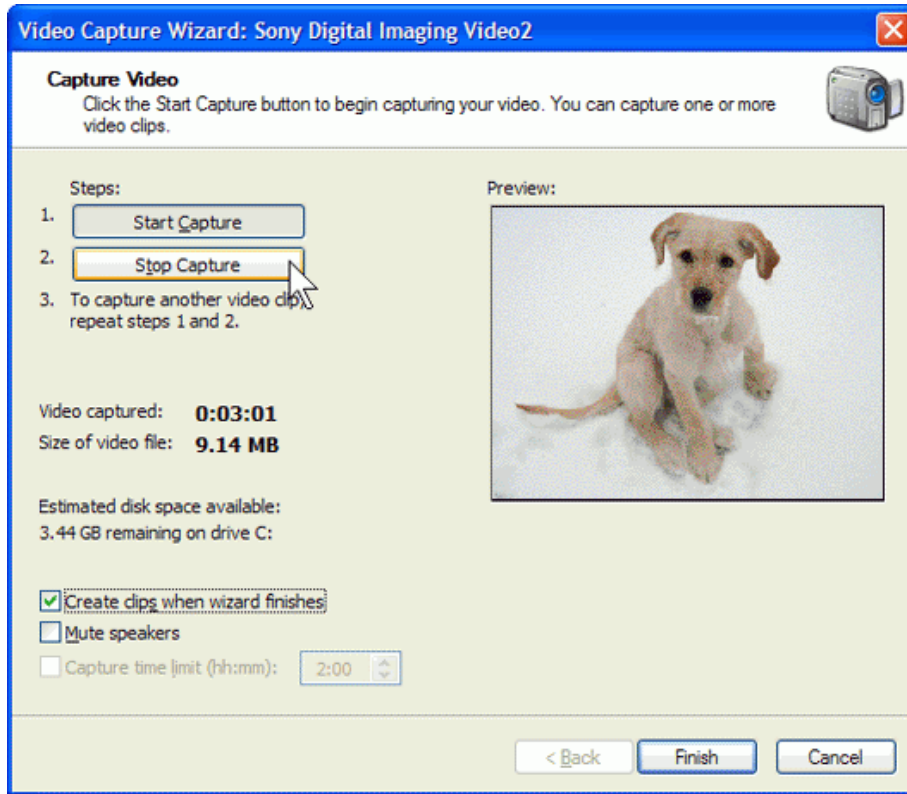 Video Capture Wizard: Sony Digital Imaging Video2
Capture Video
Click the Start Capture button to begin capturing your video. You can capture one or more
video clips.
Steps:
Preview:
1. Start Capture
2. Stop Capture
3. To capture another video clip,
repeat steps 1 and 2.
Video captured: 0:03:01
Size of video file: 9.14 MB
Estimated disk space available:
3.44 GB remaining on drive C:
Create clips when wizard finishes
Mute speakers
Capture time limit (hh:mm): 2:00
< Back Finish Cancel